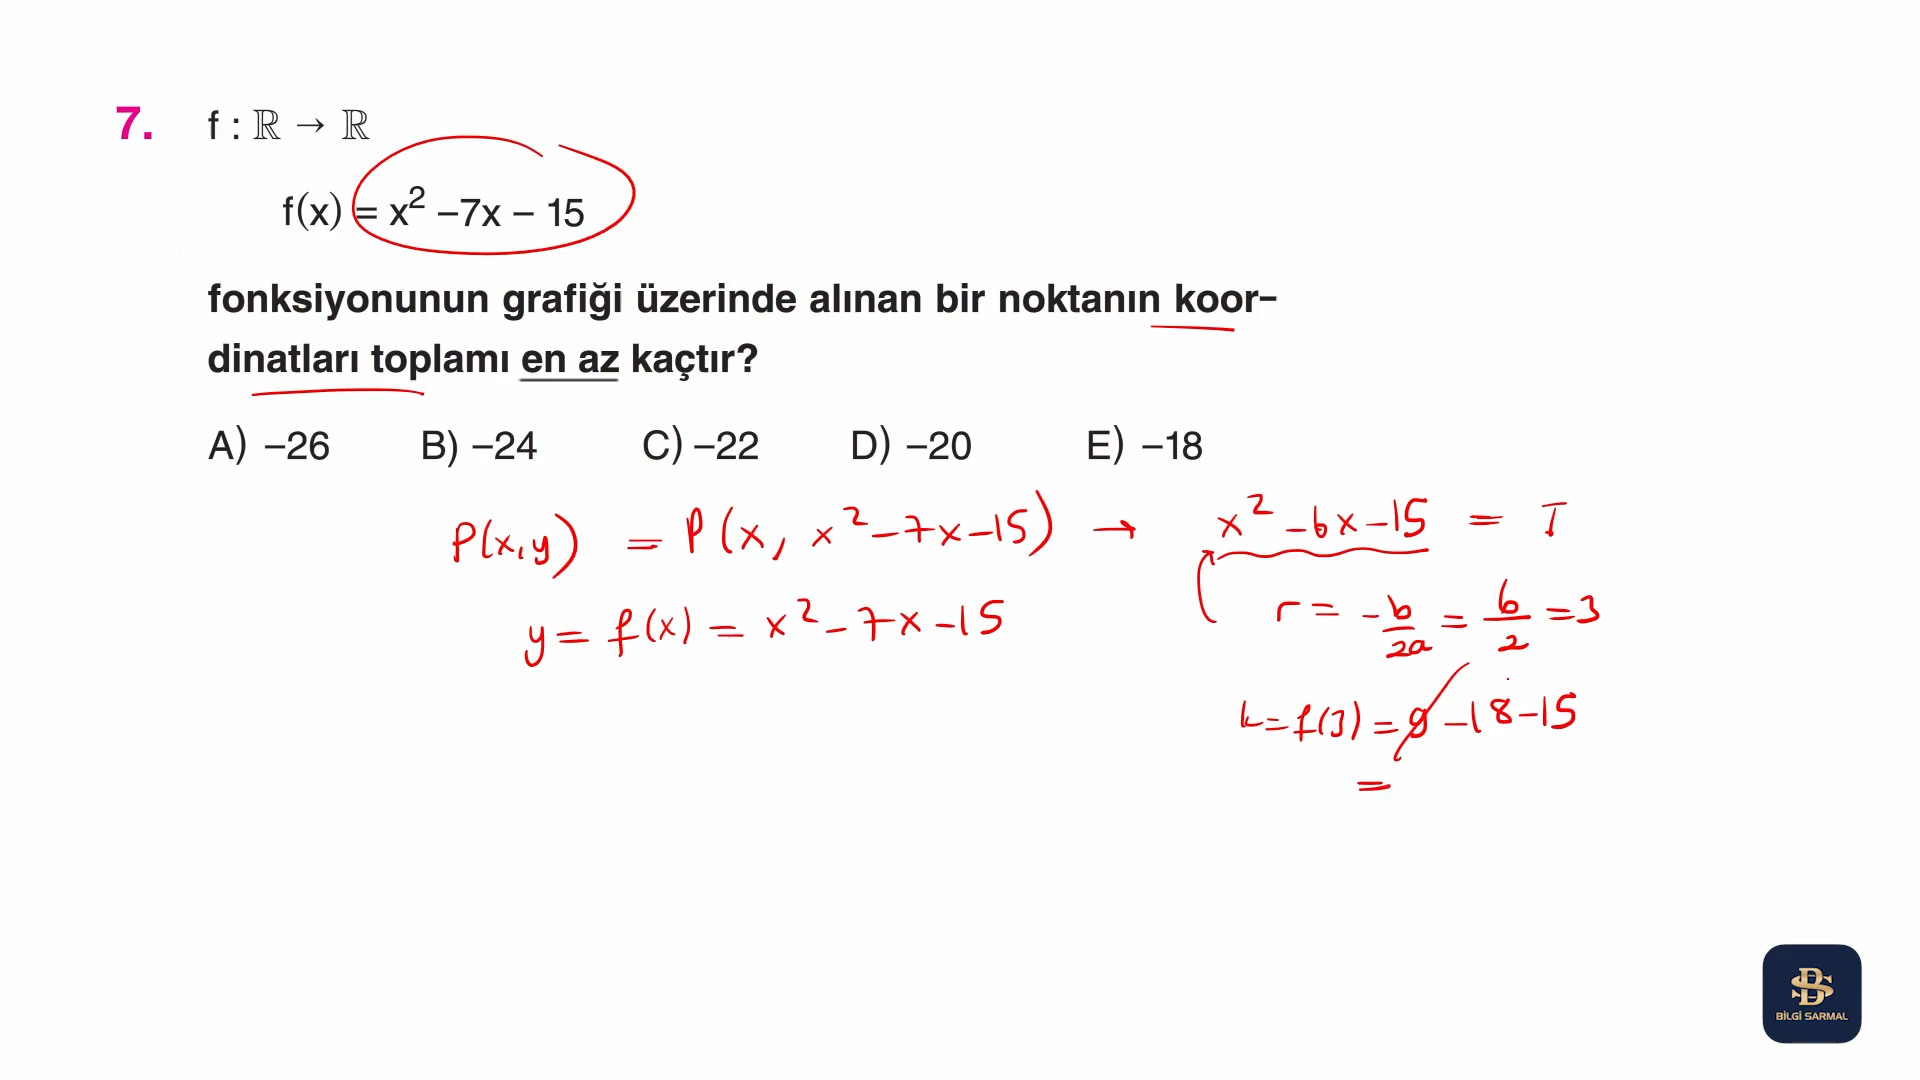 7. f : ℝ → ℝ
f(x) = x² –7x – 15
fonksiyonunun grafiği üzerinde alınan bir noktanın koor-
dinatları toplamı en az kaçtır?
A) –26 B) –24 C) –22 D) –20 E) –18
P(x,y) = P(x, x²-7x-15) → x²-6x-15 = T
y = f(x) = x²-7x-15
r = -b/2a = 6/2 = 3
k = f(3) = 9-18-15
=
BS
BİLGİ SARMAL